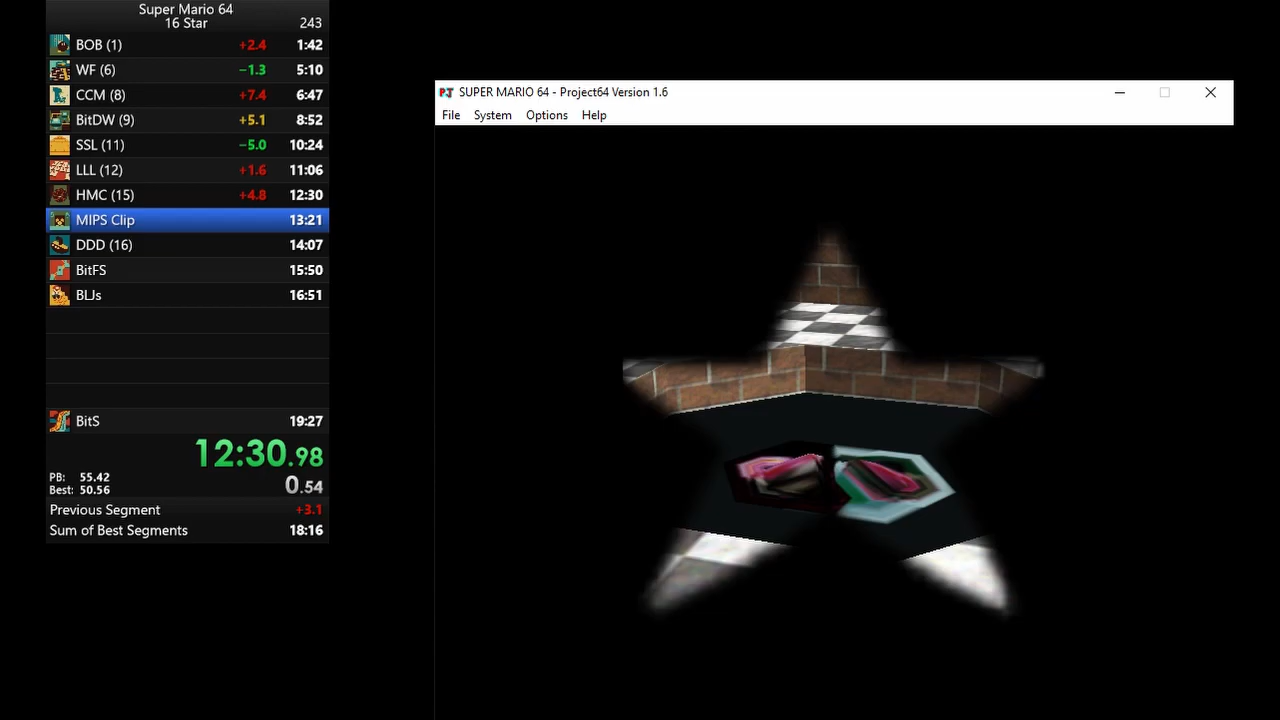 Super Mario 64
16 Star 243
BOB (1) +2.4 1:42
WF (6) −1.3 5:10
CCM (8) +7.4 6:47
BitDW (9) +5.1 8:52
SSL (11) −5.0 10:24
LLL (12) +1.6 11:06
HMC (15) +4.8 12:30
MIPS Clip 13:21
DDD (16) 14:07
BitFS 15:50
BLJs 16:51
BitS 19:27
12:30.98
PB: 55.42
Best: 50.56
0.54
Previous Segment +3.1
Sum of Best Segments 18:16
SUPER MARIO 64 - Project64 Version 1.6
File System Options Help